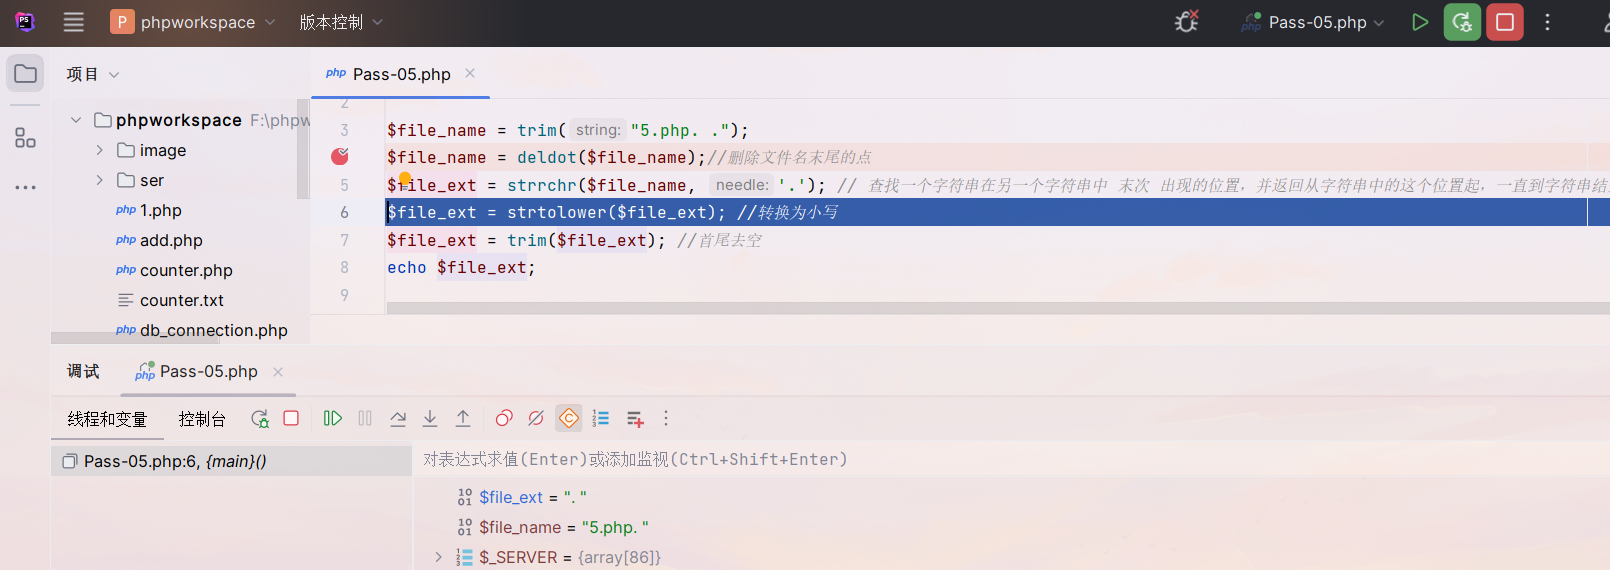 PS P phpworkspace 版本控制 php Pass-05.php
项目 php Pass-05.php
2
phpworkspace F:\phpw 3 $file_name = trim( string: "5.php. .");
image $file_name = deldot($file_name);//删除文件名末尾的点
ser 5 $file_ext = strrchr($file_name, needle: '.'); // 查找一个字符串在另一个字符串中 末次 出现的位置，并返回从字符串中的这个位置起，一直到字符串结
php 1.php 6 $file_ext = strtolower($file_ext); //转换为小写
php add.php 7 $file_ext = trim($file_ext); //首尾去空
php counter.php 8 echo $file_ext;
counter.txt 9
php db_connection.php
调试 php Pass-05.php
线程和变量 控制台
Pass-05.php:6, {main}() 对表达式求值(Enter)或添加监视(Ctrl+Shift+Enter)
$file_ext = ". "
$file_name = "5.php. "
$_SERVER = {array[86]}